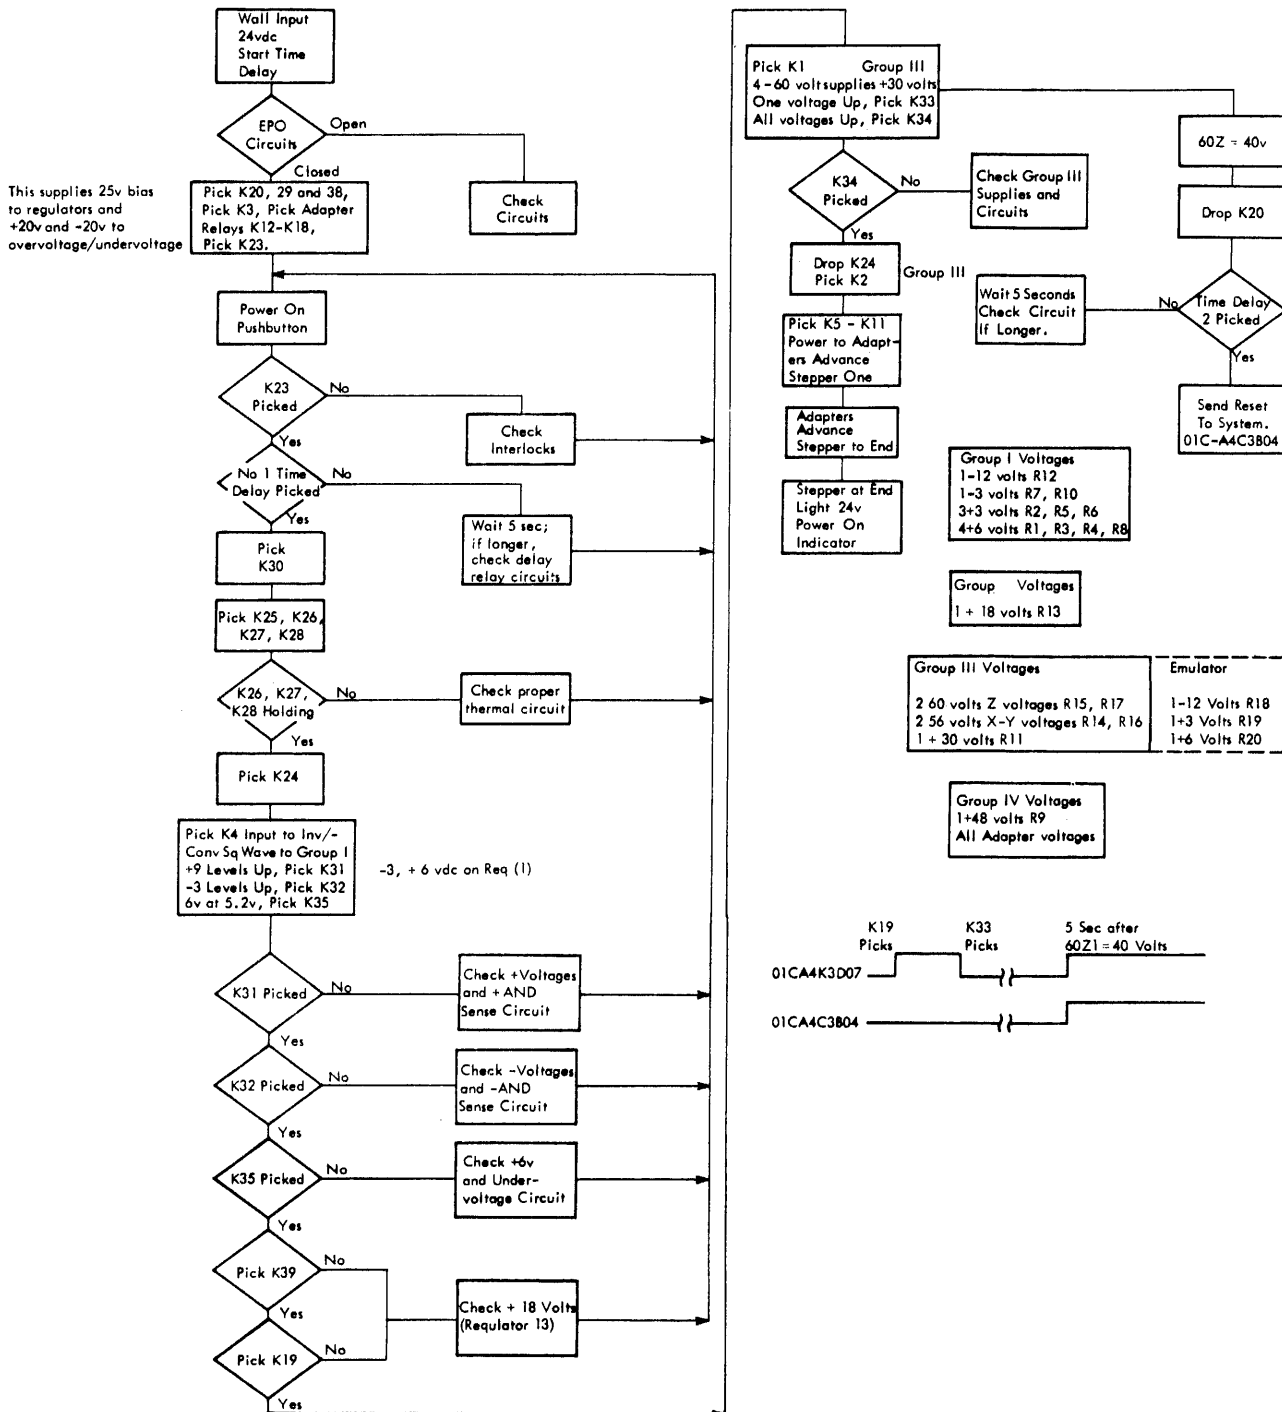 Wall Input
24vdc
Start Time
Delay
EPO
Circuits
Open
Closed
Check
Circuits
This supplies 25v bias
to regulators and
+20v and -20v to
overvoltage/undervoltage
Pick K20, 29 and 38,
Pick K3, Pick Adapter
Relays K12-K18,
Pick K23.
Power On
Pushbutton
K23
Picked
No
Yes
Check
Interlocks
No 1 Time
Delay Picked
No
Yes
Wait 5 sec;
if longer,
check delay
relay circuits
Pick
K30
Pick K25, K26,
K27, K28
K26, K27,
K28 Holding
No
Yes
Check proper
thermal circuit
Pick K24
Pick K4 Input to Inv/-
Conv Sq Wave to Group I
+9 Levels Up, Pick K31
-3 Levels Up, Pick K32
6v at 5.2v, Pick K35
-3, + 6 vdc on Req (1)
K31 Picked
No
Yes
Check +Voltages
and +AND
Sense Circuit
K32 Picked
No
Yes
Check -Voltages
and -AND
Sense Circuit
K35 Picked
No
Yes
Check +6v
and Under-
voltage Circuit
Pick K39
No
Yes
Check + 18 Volts
(Requlator 13)
Pick K19
No
Yes
Pick K1 Group III
4-60 volt supplies +30 volts
One voltage Up, Pick K33
All voltages Up, Pick K34
K34
Picked
No
Yes
Check Group III
Supplies and
Circuits
Drop K24
Pick K2
Group III
Pick K5 - K11
Power to Adapt-
ers Advance
Stepper One
Adapters
Advance
Stepper to End
Stepper at End
Light 24v
Power On
Indicator
60Z = 40v
Drop K20
Time Delay
2 Picked
No
Yes
Wait 5 Seconds
Check Circuit
If Longer.
Send Reset
To System.
01C-A4C3B04
Group I Voltages
1-12 volts R12
1-3 volts R7, R10
3+3 volts R2, R5, R6
4+6 volts R1, R3, R4, R8
Group Voltages
1 + 18 volts R13
Group III Voltages
2 60 volts Z voltages R15, R17
2 56 volts X-Y voltages R14, R16
1 + 30 volts R11
Emulator
1-12 Volts R18
1+3 Volts R19
1+6 Volts R20
Group IV Voltages
1+48 volts R9
All Adapter voltages
K19
Picks
K33
Picks
5 Sec after
60Z1 = 40 Volts
01CA4K3D07
01CA4C3B04